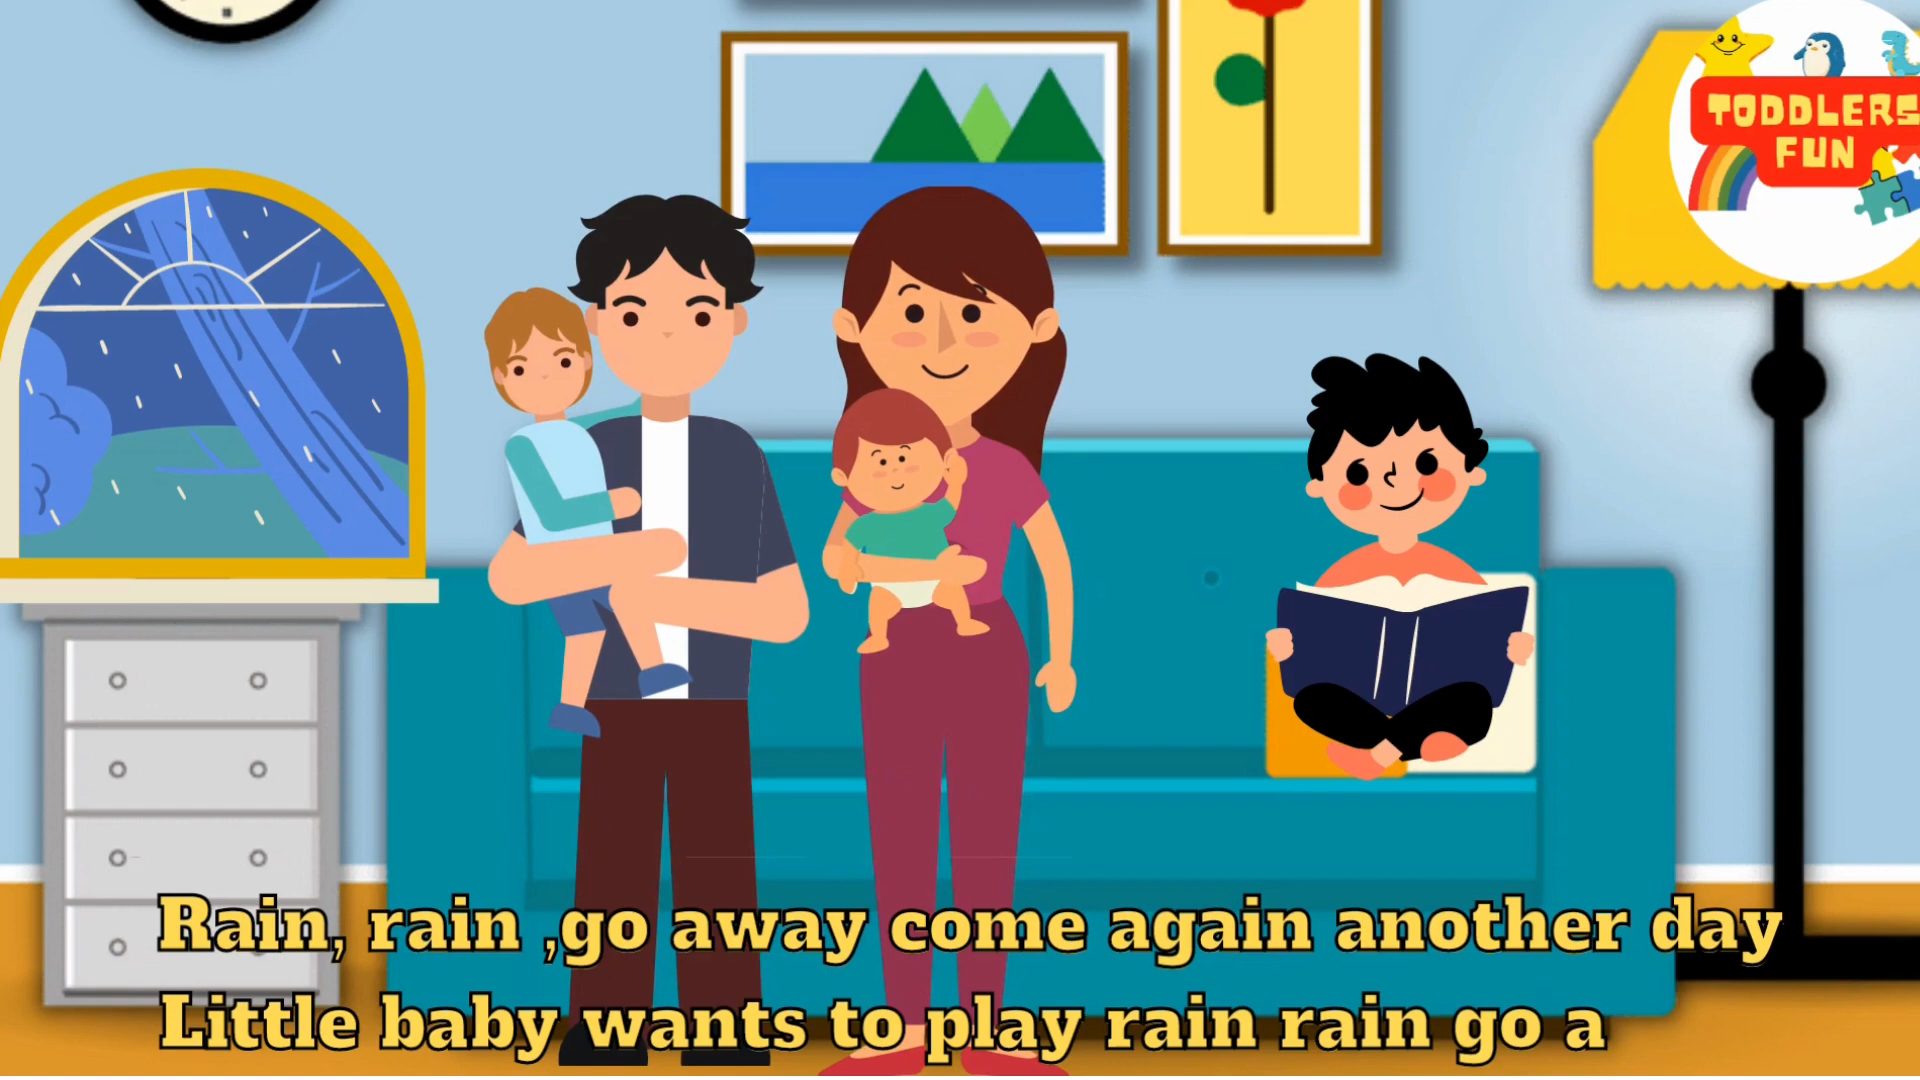 TODDLERS
FUN
Rain, rain ,go away come again another day
Little baby wants to play rain rain go a